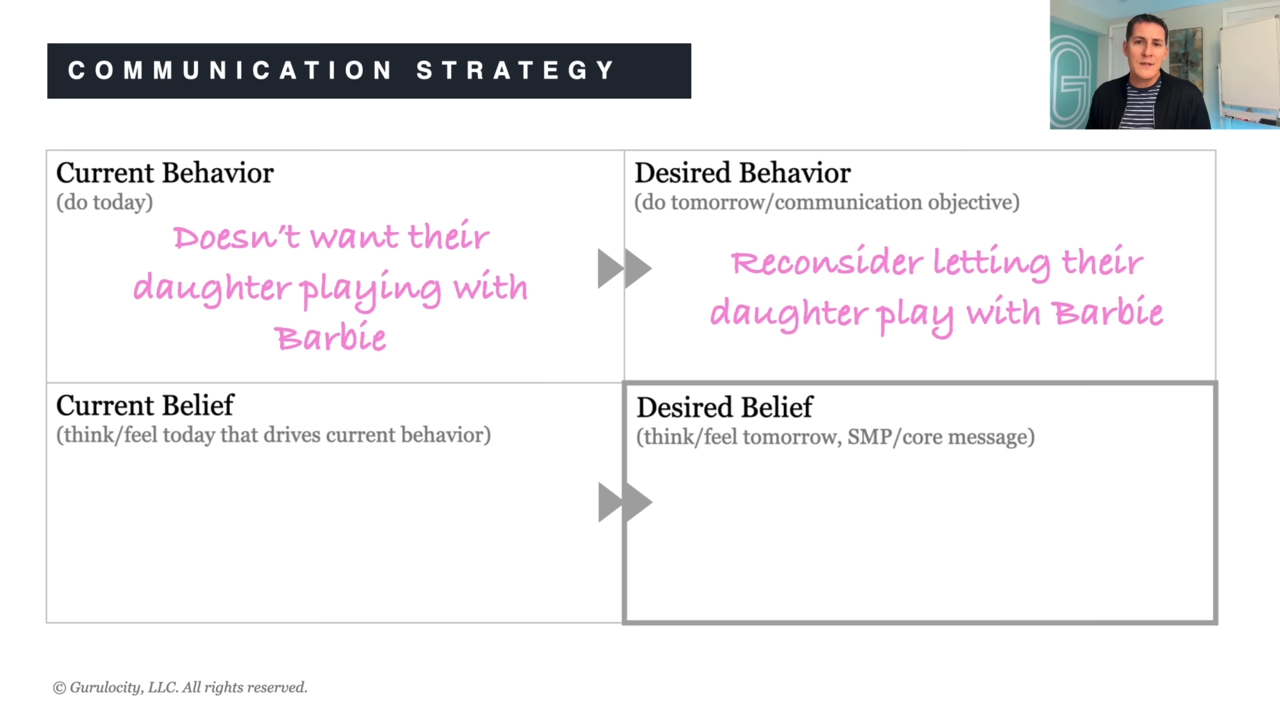 COMMUNICATION STRATEGY
Current Behavior
(do today)
Doesn't want their
daughter playing with
Barbie
Desired Behavior
(do tomorrow/communication objective)
Reconsider letting their
daughter play with Barbie
Current Belief
(think/feel today that drives current behavior)
Desired Belief
(think/feel tomorrow, SMP/core message)
© Gurulocity, LLC. All rights reserved.
G